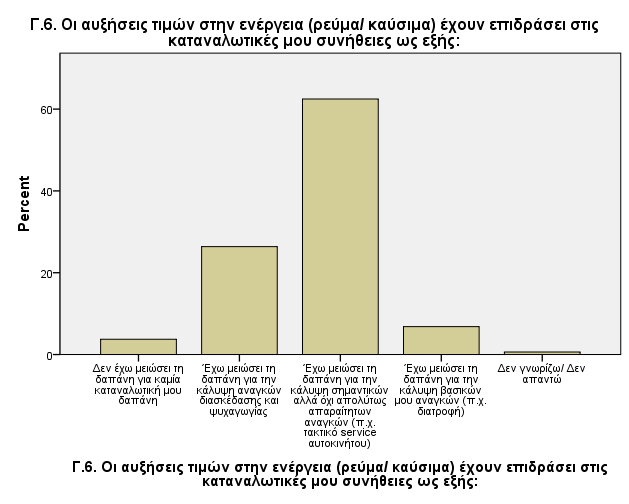 Γ.6. Οι αυξήσεις τιμών στην ενέργεια (ρεύμα/ καύσιμα) έχουν επιδράσει στις
καταναλωτικές μου συνήθειες ως εξής:
Percent
60
40
20
0
Δεν έχω μειώσει τη
δαπάνη για καμία
καταναλωτική μου
δαπάνη
Έχω μειώσει τη
δαπάνη για την
κάλυψη αναγκών
διασκέδασης και
ψυχαγωγίας
Έχω μειώσει τη
δαπάνη για την
κάλυψη σημαντικών
αλλά όχι απολύτως
απαραίτητων
αναγκών (π.χ.
τακτικό service
αυτοκινήτου)
Έχω μειώσει τη
δαπάνη για την
κάλυψη βασικών
μου αναγκών (π.χ.
διατροφή)
Δεν γνωρίζω/ Δεν
απαντώ
Γ.6. Οι αυξήσεις τιμών στην ενέργεια (ρεύμα/ καύσιμα) έχουν επιδράσει στις
καταναλωτικές μου συνήθειες ως εξής: